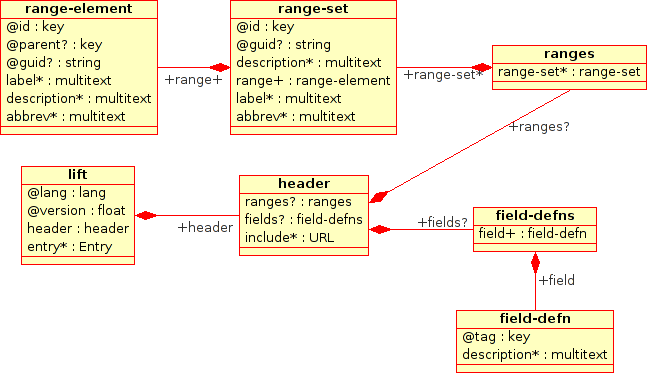 range-element
@id : key
@parent? : key
@guid? : string
label* : multitext
description* : multitext
abbrev* : multitext
+range+
range-set
@id : key
@guid? : string
description* : multitext
range+ : range-element
label* : multitext
abbrev* : multitext
+range-set*
ranges
range-set* : range-set
+ranges?
lift
@lang : lang
@version : float
header : header
entry* : Entry
+header
header
ranges? : ranges
fields? : field-defns
include* : URL
+fields?
field-defns
field+ : field-defn
+field
field-defn
@tag : key
description* : multitext